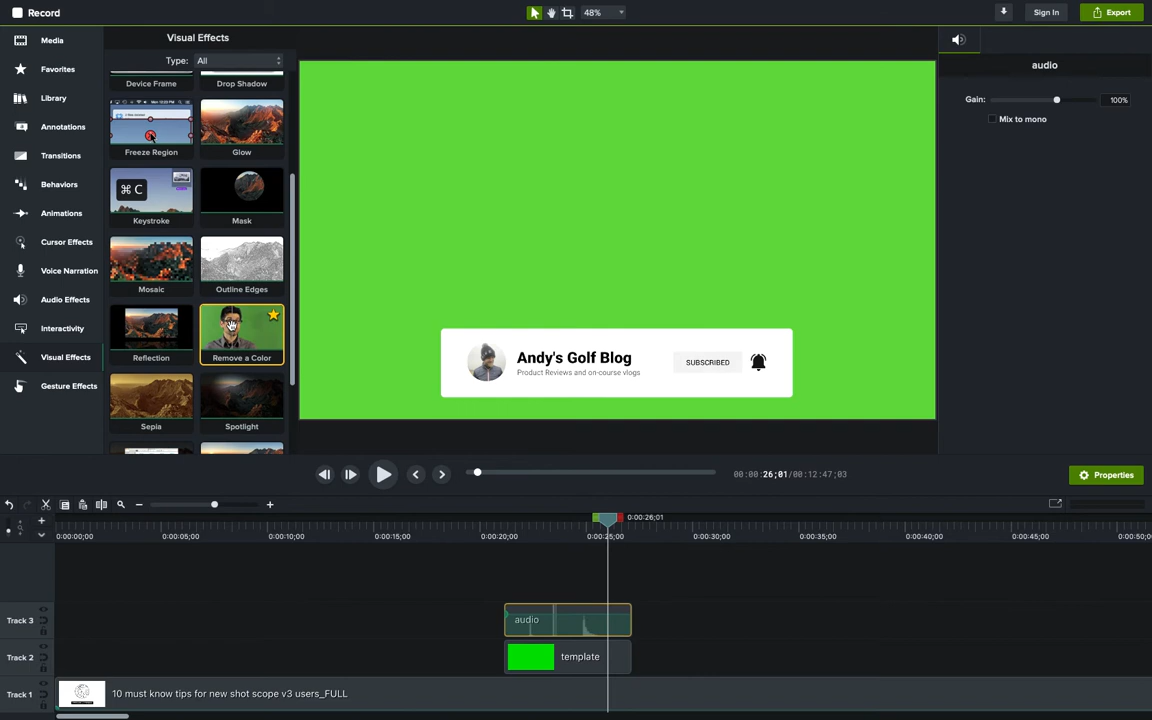 Record
48%
Sign In
Export
Media
Favorites
Library
Annotations
Transitions
Behaviors
Animations
Cursor Effects
Voice Narration
Audio Effects
Interactivity
Visual Effects
Gesture Effects
Visual Effects
Type: All
Device Frame
Drop Shadow
Freeze Region
Glow
⌘ C
Keystroke
Mask
Mosaic
Outline Edges
Reflection
Remove a Color
Sepia
Spotlight
Andy's Golf Blog
Product Reviews and on-course vlogs
SUBSCRIBED
audio
Gain: 100%
Mix to mono
00:00:26;01/00:12:47;03
Properties
0:00:26;01
0:00:00;00 0:00:05;00 0:00:10;00 0:00:15;00 0:00:20;00 0:00:25;00 0:00:30;00 0:00:35;00 0:00:40;00 0:00:45;00 0:00:50;0
Track 3
audio
Track 2
template
Track 1
10 must know tips for new shot scope v3 users_FULL